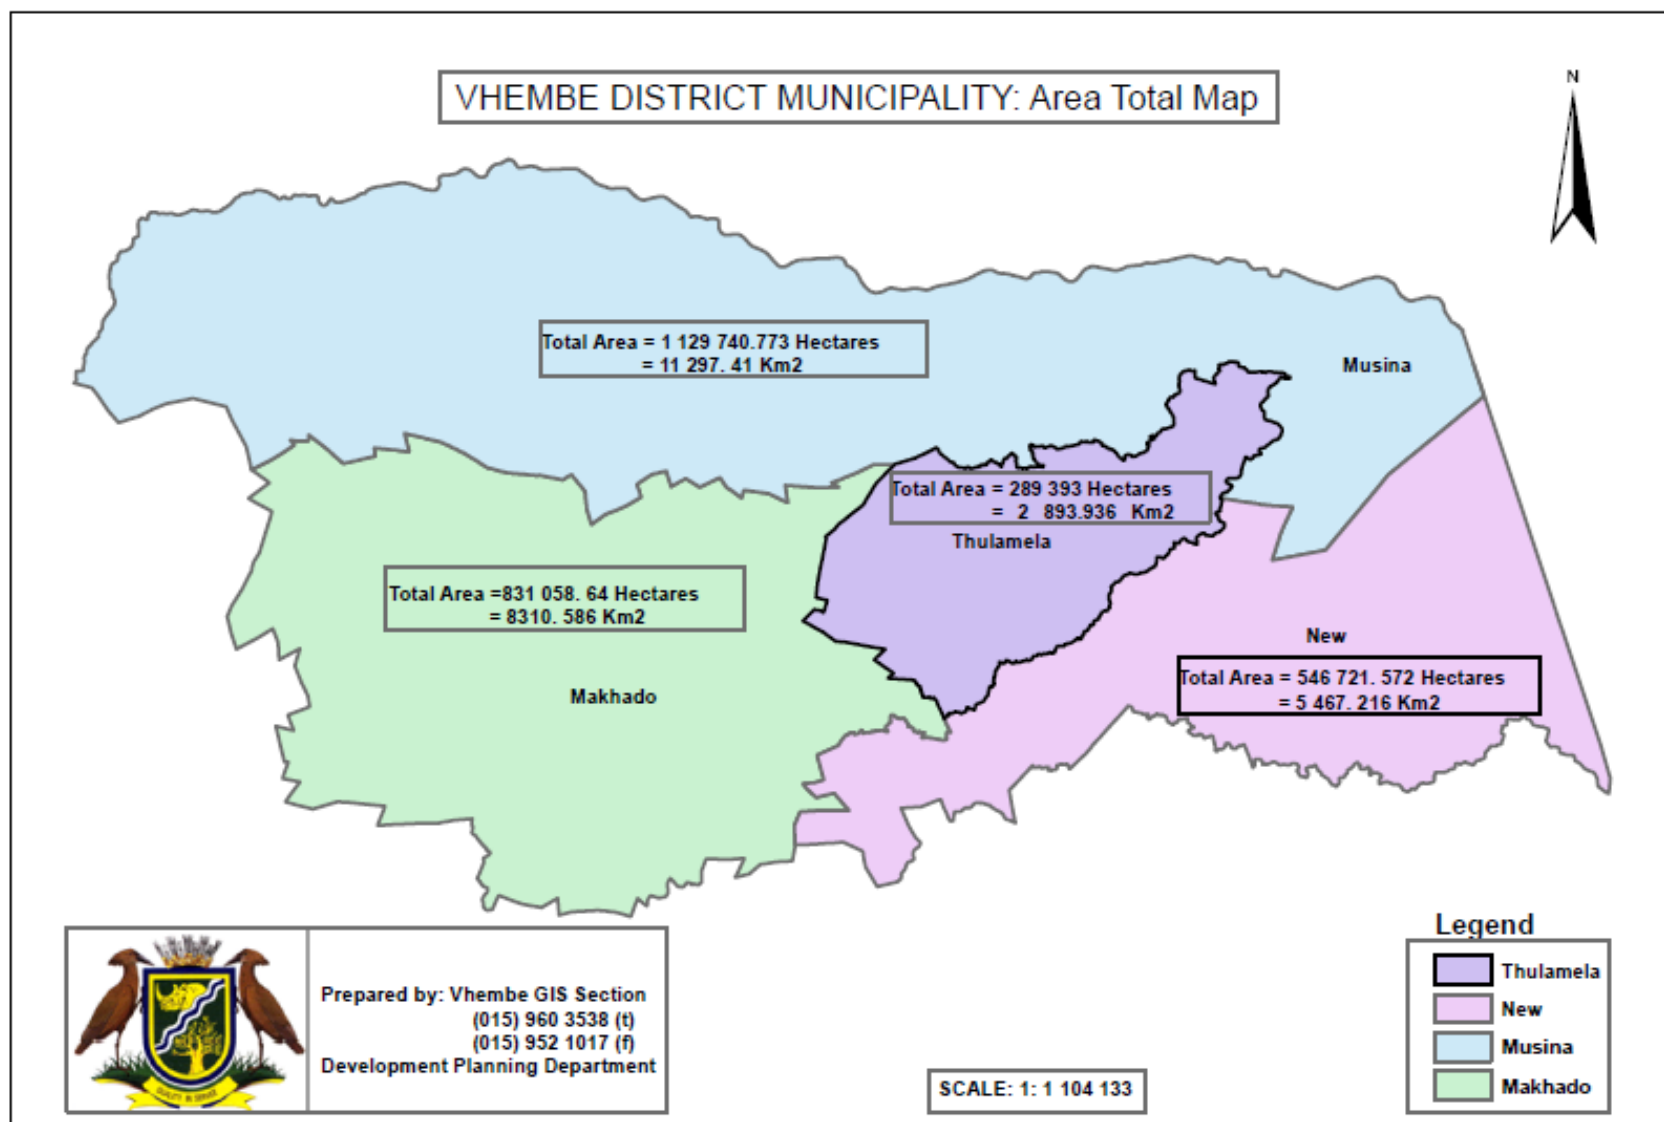 VHEMBE DISTRICT MUNICIPALITY: Area Total Map
N
Total Area = 1 129 740.773 Hectares
= 11 297. 41 Km2
Musina
Total Area = 289 393 Hectares
= 2 893.936 Km2
Thulamela
Total Area =831 058. 64 Hectares
= 8310. 586 Km2
Makhado
New
Total Area = 546 721. 572 Hectares
= 5 467. 216 Km2
Prepared by: Vhembe GIS Section
(015) 960 3538 (t)
(015) 952 1017 (f)
Development Planning Department
QUALITY IN SERVICE
SCALE: 1: 1 104 133
Legend
Thulamela
New
Musina
Makhado